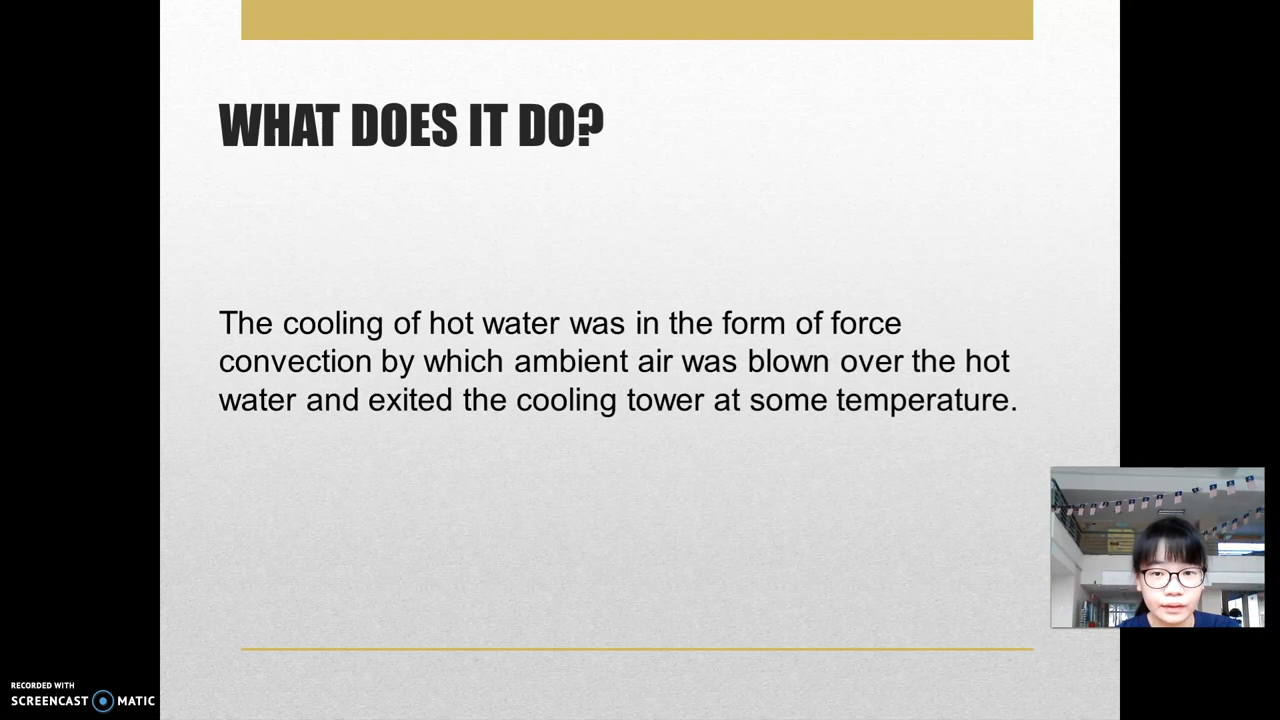 WHAT DOES IT DO?
The cooling of hot water was in the form of force
convection by which ambient air was blown over the hot
water and exited the cooling tower at some temperature.
RECORDED WITH
SCREENCAST MATIC